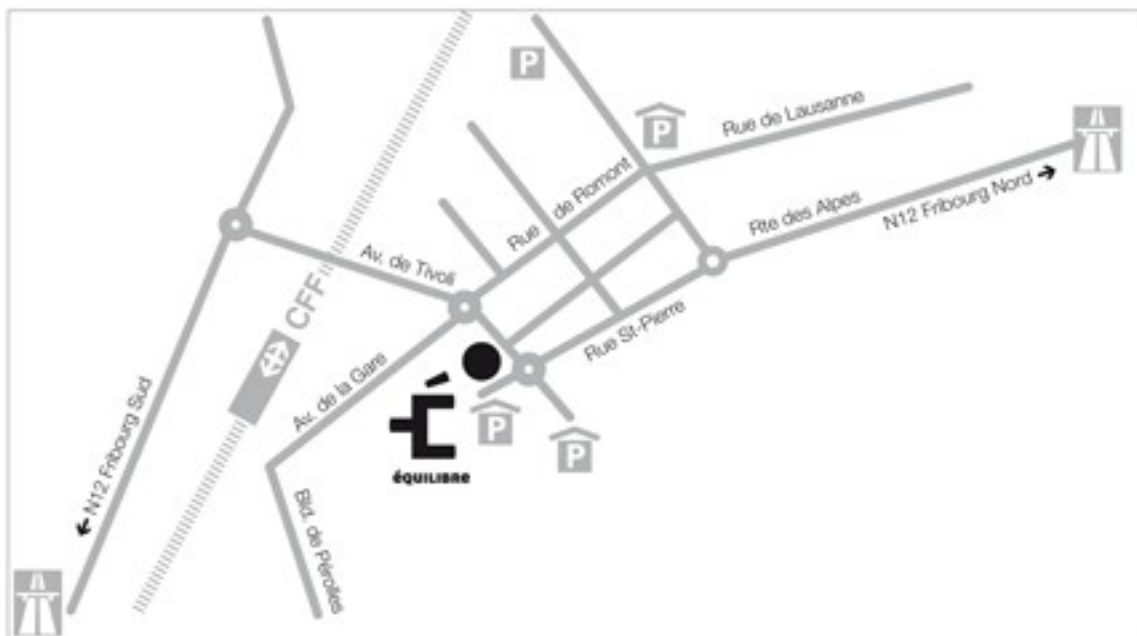 P
P
Rue de Lausanne
Rue de Romont
Rte des Alpes
N12 Fribourg Nord →
Av. de Tivoli
CFF
Rue St-Pierre
Av. de la Gare
← N12 Fribourg Sud
P
P
éQUILIBRE
Bld. de Pérolles